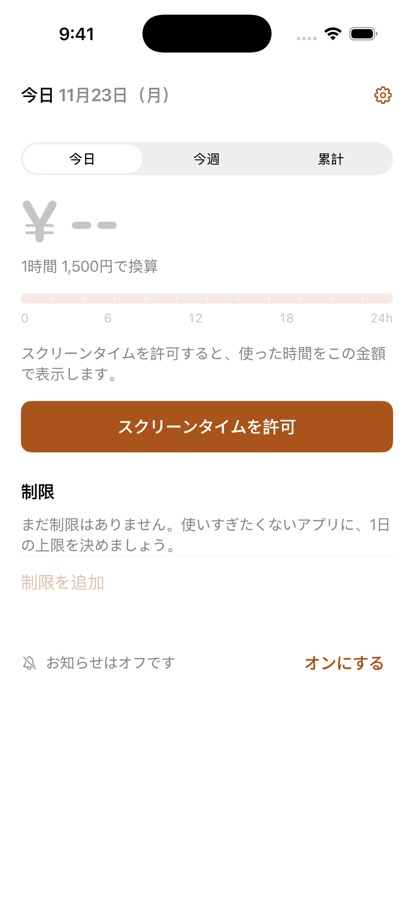 9:41
今日 11月23日（月）
今日 今週 累計
¥ --
1時間 1,500円で換算
0 6 12 18 24h
スクリーンタイムを許可すると、使った時間をこの金額
で表示します。
スクリーンタイムを許可
制限
まだ制限はありません。使いすぎたくないアプリに、1日
の上限を決めましょう。
制限を追加
お知らせはオフです オンにする